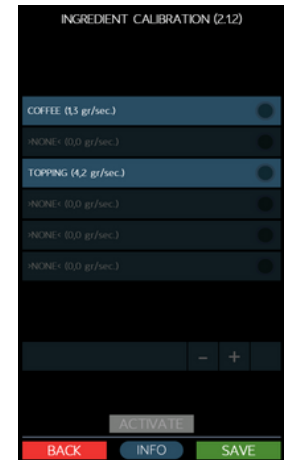 INGREDIENT CALIBRATION (2.1.2)
COFFEE (1,3 gr/sec.)
>NONE< (0,0 gr/sec.)
TOPPING (4,2 gr/sec.)
>NONE< (0,0 gr/sec.)
>NONE< (0,0 gr/sec.)
>NONE< (0,0 gr/sec.)
- +
ACTIVATE
BACK INFO SAVE